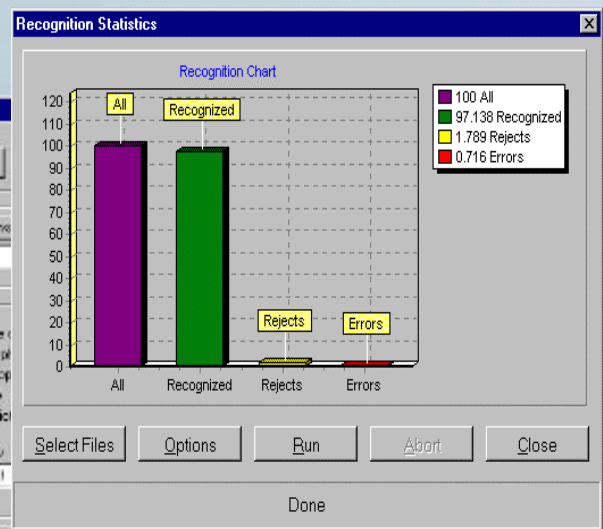 Recognition Statistics
Recognition Chart
All
Recognized
Rejects
Errors
120
110
100
90
80
70
60
50
40
30
20
10
0
All
Recognized
Rejects
Errors
100 All
97.138 Recognized
1.789 Rejects
0.716 Errors
Select Files
Options
Run
Abort
Close
Done